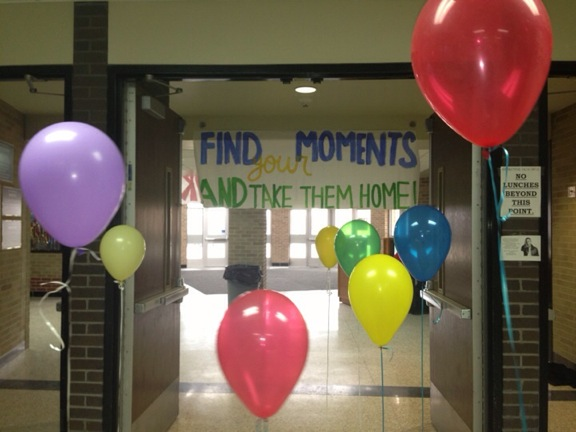 FIND your MOMENTS
AND TAKE THEM HOME!
NO
LUNCHES
BEYOND
THIS
POINT.